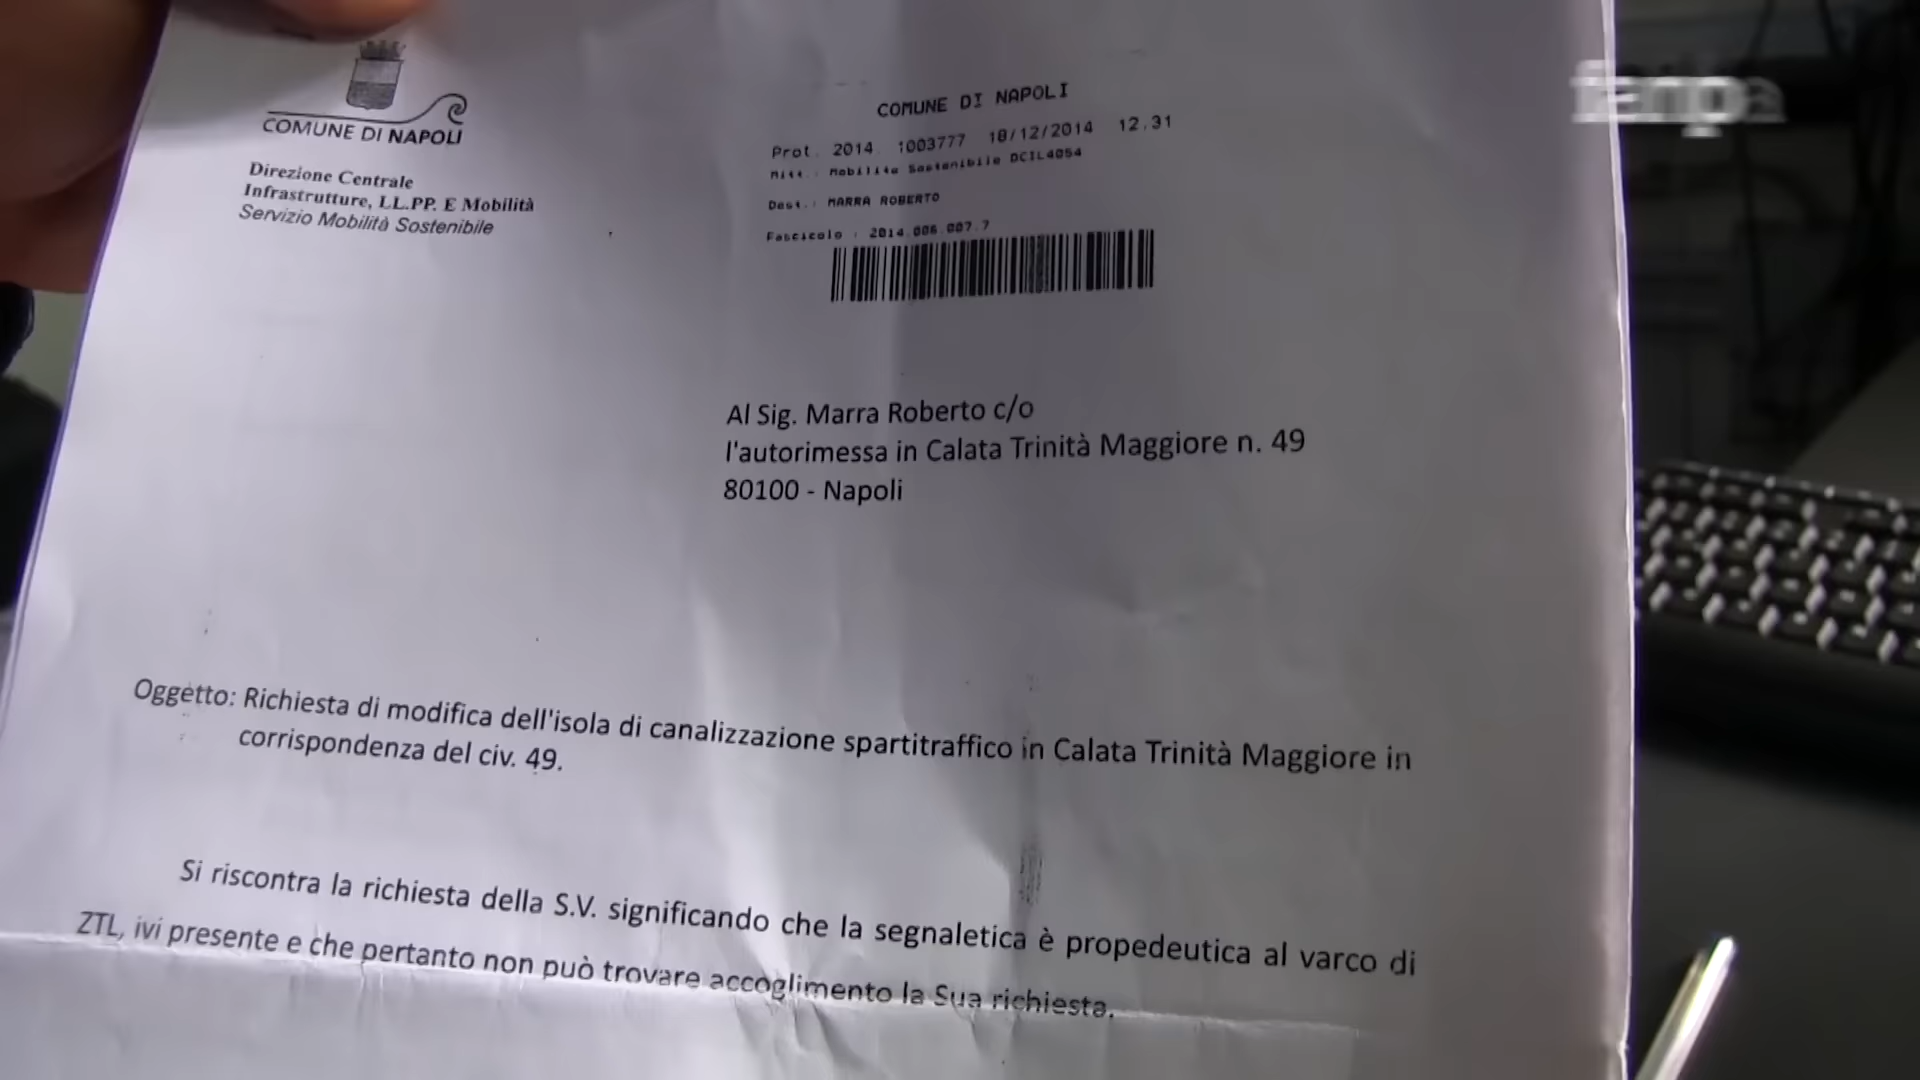 COMUNE DI NAPOLI
Direzione Centrale
Infrastrutture, LL.PP. E Mobilità
Servizio Mobilità Sostenibile
COMUNE DI NAPOLI
Prot. 2014. 1003777 18/12/2014 12.31
Mitt.: Mobilita Sostenibile DCIL4054
Dest.: MARRA ROBERTO
Fascicolo : 2014.006.007.7
Al Sig. Marra Roberto c/o
l'autorimessa in Calata Trinità Maggiore n. 49
80100 - Napoli
Oggetto: Richiesta di modifica dell'isola di canalizzazione spartitraffico in Calata Trinità Maggiore in
corrispondenza del civ. 49.
Si riscontra la richiesta della S.V. significando che la segnaletica è propedeutica al varco di
ZTL, ivi presente e che pertanto non può trovare accoglimento la Sua richiesta.
fanpa